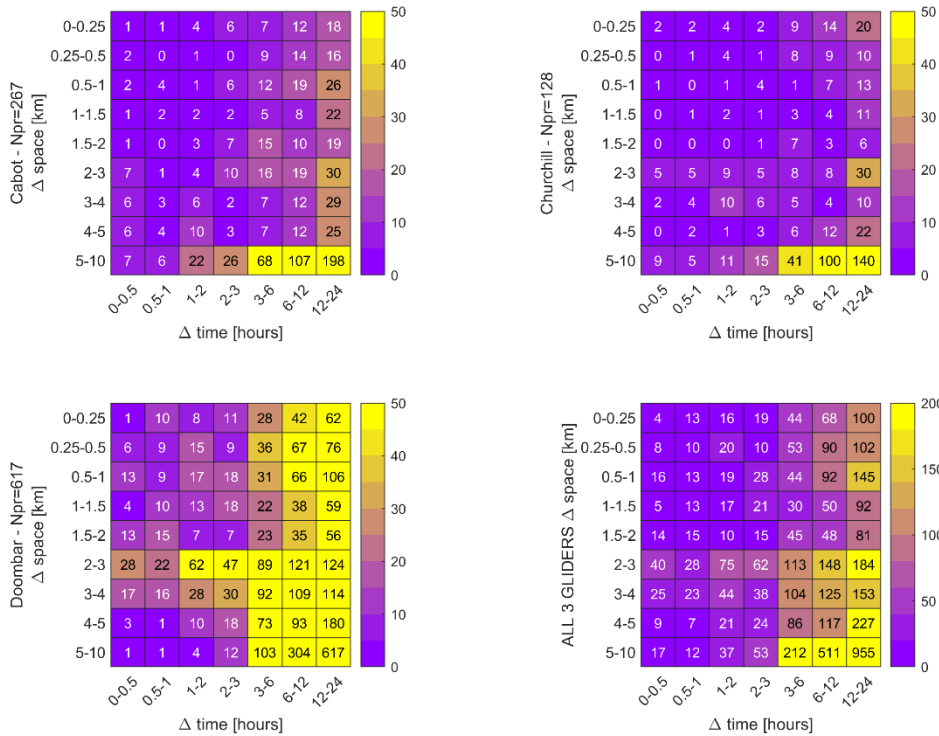 0-0.25 1 1 4 6 7 12 18
0.25-0.5 2 0 1 0 9 14 16
0.5-1 2 4 1 6 12 19 26
1-1.5 1 2 2 2 5 8 22
1.5-2 1 0 3 7 15 10 19
2-3 7 1 4 10 16 19 30
3-4 6 3 6 2 7 12 29
4-5 6 4 10 3 7 12 25
5-10 7 6 22 26 68 107 198
0-0.5 0.5-1 1-2 2-3 3-6 6-12 12-24
Δ time [hours]
Cabot - Npr=267
Δ space [km]
50
40
30
20
10
0
0-0.25 2 2 4 2 9 14 20
0.25-0.5 0 1 4 1 8 9 10
0.5-1 1 0 1 4 1 7 13
1-1.5 0 1 2 1 3 4 11
1.5-2 0 0 0 1 7 3 6
2-3 5 5 9 5 8 8 30
3-4 2 4 10 6 5 4 10
4-5 0 2 1 3 6 12 22
5-10 9 5 11 15 41 100 140
0-0.5 0.5-1 1-2 2-3 3-6 6-12 12-24
Δ time [hours]
Churchill - Npr=128
Δ space [km]
50
40
30
20
10
0
0-0.25 1 10 8 11 28 42 62
0.25-0.5 6 9 15 9 36 67 76
0.5-1 13 9 17 18 31 66 106
1-1.5 4 10 13 18 22 38 59
1.5-2 13 15 7 7 23 35 56
2-3 28 22 62 47 89 121 124
3-4 17 16 28 30 92 109 114
4-5 3 1 10 18 73 93 180
5-10 1 1 4 12 103 304 617
0-0.5 0.5-1 1-2 2-3 3-6 6-12 12-24
Δ time [hours]
Doombar - Npr=617
Δ space [km]
50
40
30
20
10
0
0-0.25 4 13 16 19 44 68 100
0.25-0.5 8 10 20 10 53 90 102
0.5-1 16 13 19 28 44 92 145
1-1.5 5 13 17 21 30 50 92
1.5-2 14 15 10 15 45 48 81
2-3 40 28 75 62 113 148 184
3-4 25 23 44 38 104 125 153
4-5 9 7 21 24 86 117 227
5-10 17 12 37 53 212 511 955
0-0.5 0.5-1 1-2 2-3 3-6 6-12 12-24
Δ time [hours]
ALL 3 GLIDERS Δ space [km]
200
150
100
50
0